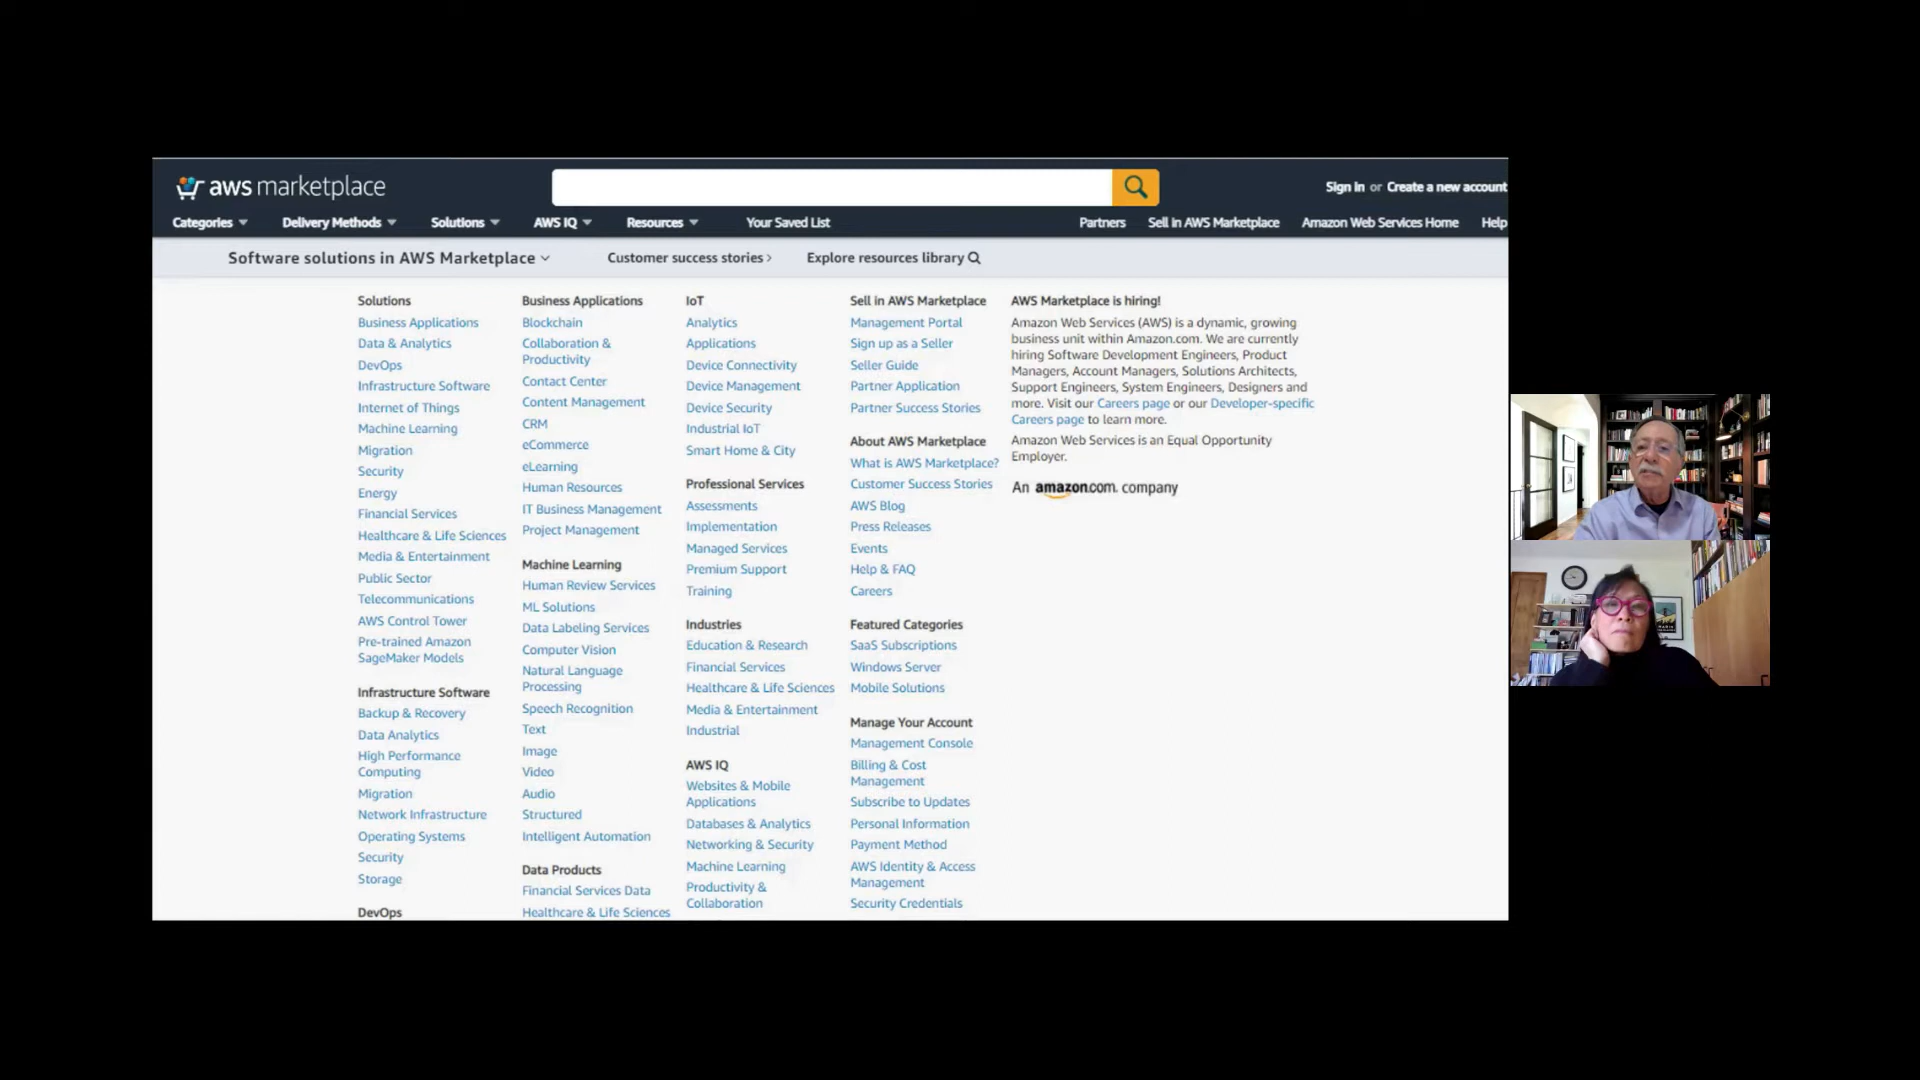 aws marketplace
Sign in or Create a new account
Categories Delivery Methods Solutions AWS IQ Resources Your Saved List Partners Sell in AWS Marketplace Amazon Web Services Home Help
Software solutions in AWS Marketplace Customer success stories Explore resources library
Solutions
Business Applications
Data & Analytics
DevOps
Infrastructure Software
Internet of Things
Machine Learning
Migration
Security
Energy
Financial Services
Healthcare & Life Sciences
Media & Entertainment
Public Sector
Telecommunications
AWS Control Tower
Pre-trained Amazon
SageMaker Models
Infrastructure Software
Backup & Recovery
Data Analytics
High Performance
Computing
Migration
Network Infrastructure
Operating Systems
Security
Storage
DevOps
Business Applications
Blockchain
Collaboration &
Productivity
Contact Center
Content Management
CRM
eCommerce
eLearning
Human Resources
IT Business Management
Project Management
Machine Learning
Human Review Services
ML Solutions
Data Labeling Services
Computer Vision
Natural Language
Processing
Speech Recognition
Text
Image
Video
Audio
Structured
Intelligent Automation
Data Products
Financial Services Data
Healthcare & Life Sciences
IoT
Analytics
Applications
Device Connectivity
Device Management
Device Security
Industrial IoT
Smart Home & City
Professional Services
Assessments
Implementation
Managed Services
Premium Support
Training
Industries
Education & Research
Financial Services
Healthcare & Life Sciences
Media & Entertainment
Industrial
AWS IQ
Websites & Mobile
Applications
Databases & Analytics
Networking & Security
Machine Learning
Productivity &
Collaboration
Sell in AWS Marketplace
Management Portal
Sign up as a Seller
Seller Guide
Partner Application
Partner Success Stories
About AWS Marketplace
What is AWS Marketplace?
Customer Success Stories
AWS Blog
Press Releases
Events
Help & FAQ
Careers
Featured Categories
SaaS Subscriptions
Windows Server
Mobile Solutions
Manage Your Account
Management Console
Billing & Cost
Management
Subscribe to Updates
Personal Information
Payment Method
AWS Identity & Access
Management
Security Credentials
AWS Marketplace is hiring!
Amazon Web Services (AWS) is a dynamic, growing
business unit within Amazon.com. We are currently
hiring Software Development Engineers, Product
Managers, Account Managers, Solutions Architects,
Support Engineers, System Engineers, Designers and
more. Visit our Careers page or our Developer-specific
Careers page to learn more.
Amazon Web Services is an Equal Opportunity
Employer.
An amazon.com. company